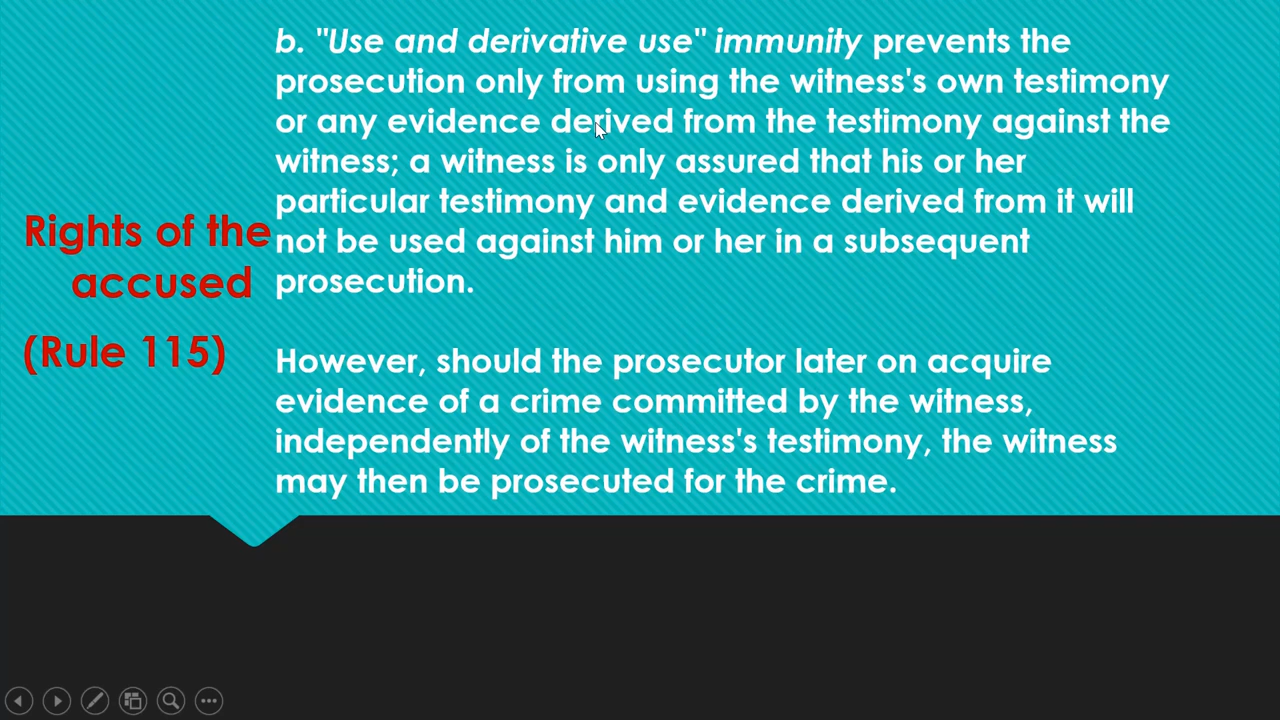 Rights of the
accused
(Rule 115)
b. "Use and derivative use" immunity prevents the
prosecution only from using the witness's own testimony
or any evidence derived from the testimony against the
witness; a witness is only assured that his or her
particular testimony and evidence derived from it will
not be used against him or her in a subsequent
prosecution.
However, should the prosecutor later on acquire
evidence of a crime committed by the witness,
independently of the witness's testimony, the witness
may then be prosecuted for the crime.